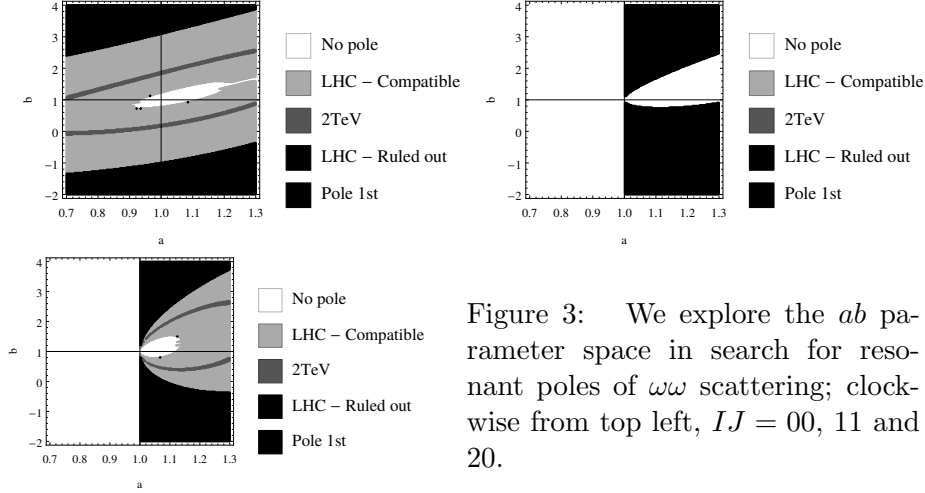 4
3
2
1
0
−1
−2
b
0.7 0.8 0.9 1.0 1.1 1.2 1.3
a
No pole
LHC − Compatible
2TeV
LHC − Ruled out
Pole 1st
4
3
2
1
0
−1
−2
b
0.7 0.8 0.9 1.0 1.1 1.2 1.3
a
No pole
LHC − Compatible
2TeV
LHC − Ruled out
Pole 1st
4
3
2
1
0
−1
−2
b
0.7 0.8 0.9 1.0 1.1 1.2 1.3
a
No pole
LHC − Compatible
2TeV
LHC − Ruled out
Pole 1st
Figure 3: We explore the ab pa-
rameter space in search for reso-
nant poles of ωω scattering; clock-
wise from top left, IJ = 00, 11 and
20.